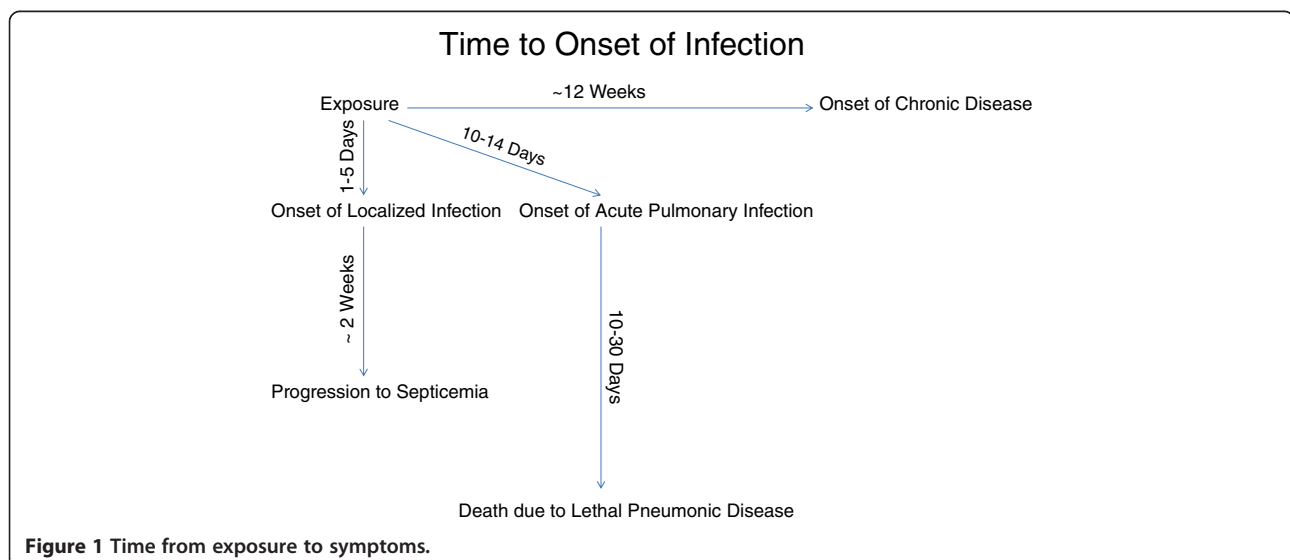 Time to Onset of Infection
~12 Weeks
Exposure
Onset of Chronic Disease
1-5 Days
10-14 Days
Onset of Localized Infection
Onset of Acute Pulmonary Infection
~ 2 Weeks
10-30 Days
Progression to Septicemia
Death due to Lethal Pneumonic Disease
Figure 1 Time from exposure to symptoms.